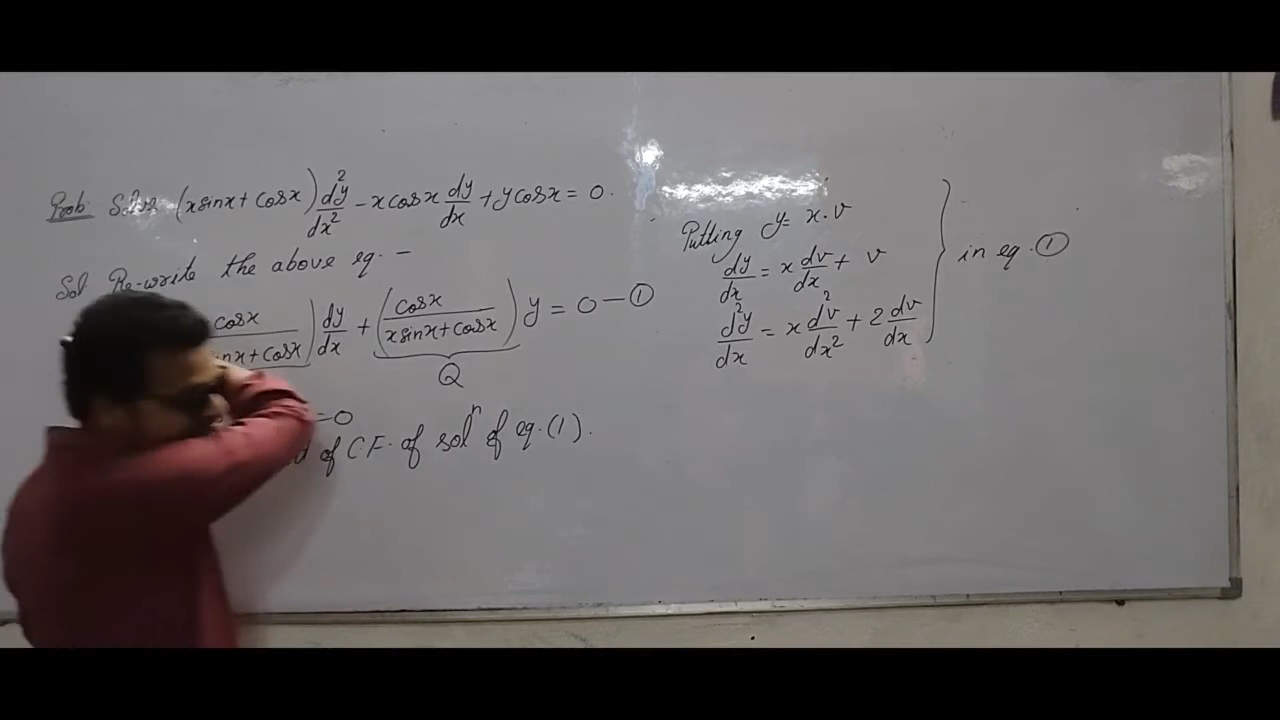 Prob. Solve (x sinx + cosx) d²y/dx² - x cosx dy/dx + y cosx = 0.
Sol Re-write the above eq. -
cosx/inx + cosx) dy/dx + (cosx/x sinx + cosx) y = 0 - ①
Q
= 0
of C.F. of solⁿ of eq. (1).
Putting y = x·v
dy/dx = x dv/dx + v
d²y/dx = x d²v/dx² + 2 dv/dx
} in eq. ①